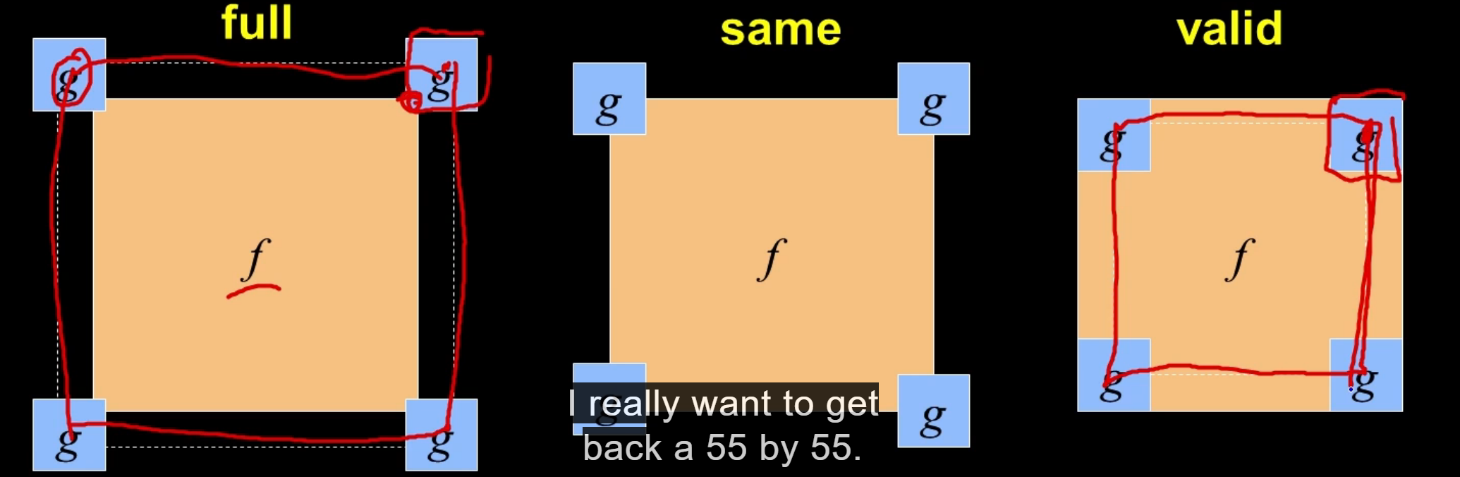 full same valid
g g g g g g
f f f
g g g g g
I really want to get
back a 55 by 55.